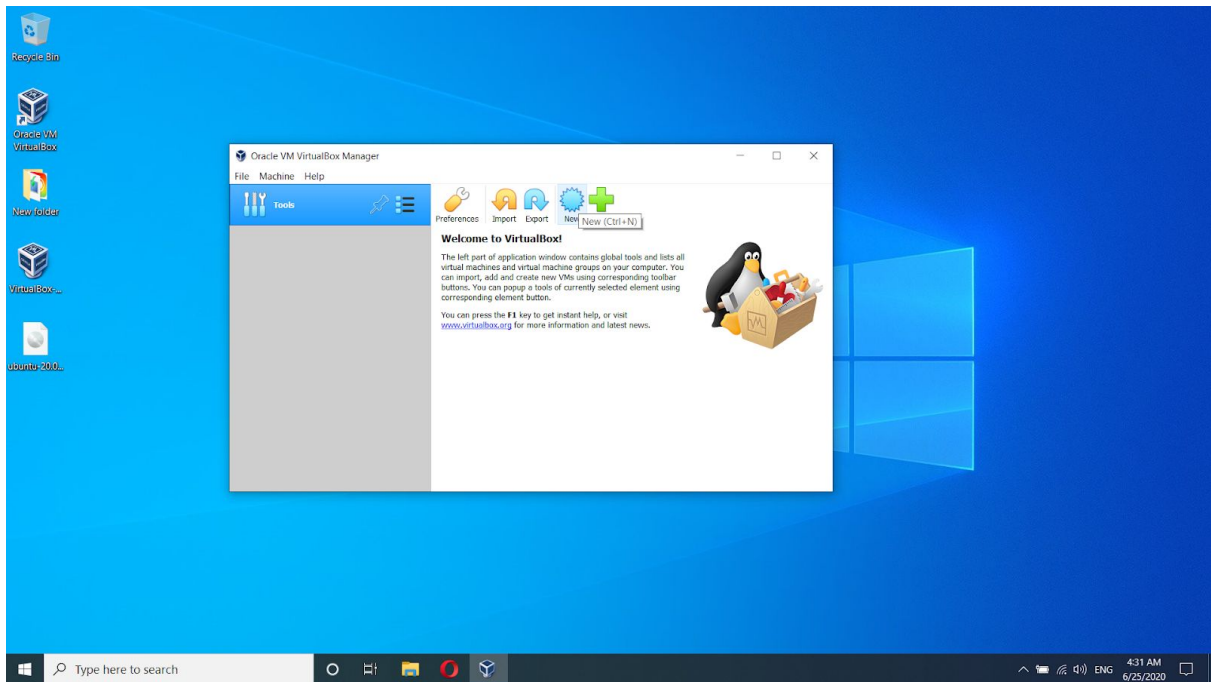 Recycle Bin
Oracle VM
VirtualBox
New folder
VirtualBox-...
ubuntu-20.0...
Oracle VM VirtualBox Manager
File Machine Help
Tools
Preferences Import Export New
New (Ctrl+N)
Welcome to VirtualBox!
The left part of application window contains global tools and lists all
virtual machines and virtual machine groups on your computer. You
can import, add and create new VMs using corresponding toolbar
buttons. You can popup a tools of currently selected element using
corresponding element button.
You can press the F1 key to get instant help, or visit
www.virtualbox.org for more information and latest news.
Type here to search
ENG
4:31 AM
6/25/2020